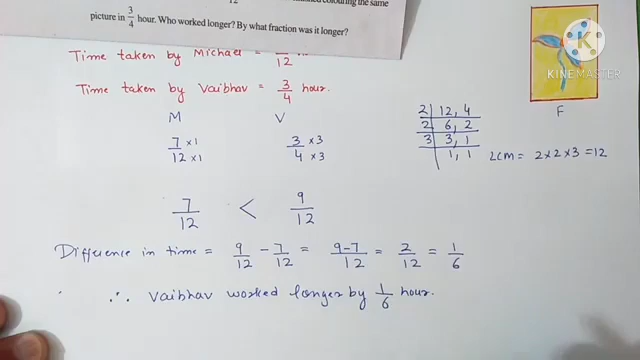 picture in 3/4 hour. Who worked longer? By what fraction was it longer?
Time taken by Michael =
12
Time taken by Vaibhav = 3/4 hour.
M V
7/12 ×1/×1 3/4 ×3/×3
7/12 < 9/12
2 | 12, 4
2 | 6, 2
3 | 3, 1
1, 1
LCM = 2×2×3 = 12
Difference in time = 9/12 - 7/12 = 9-7/12 = 2/12 = 1/6
∴ Vaibhav worked longer by 1/6 hour.
F
KINEMASTER